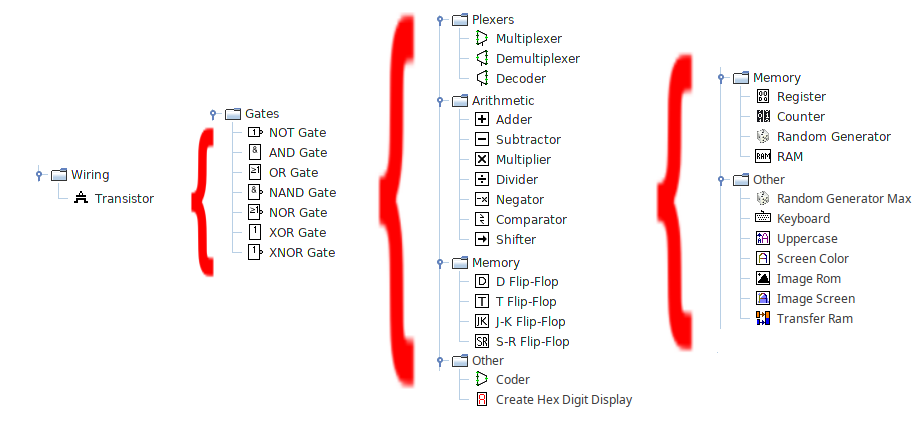 Wiring
Transistor
Gates
NOT Gate
AND Gate
OR Gate
NAND Gate
NOR Gate
XOR Gate
XNOR Gate
Plexers
Multiplexer
Demultiplexer
Decoder
Arithmetic
Adder
Subtractor
Multiplier
Divider
Negator
Comparator
Shifter
Memory
D Flip-Flop
T Flip-Flop
J-K Flip-Flop
S-R Flip-Flop
Other
Coder
Create Hex Digit Display
Memory
Register
Counter
Random Generator
RAM
Other
Random Generator Max
Keyboard
Uppercase
Screen Color
Image Rom
Image Screen
Transfer Ram